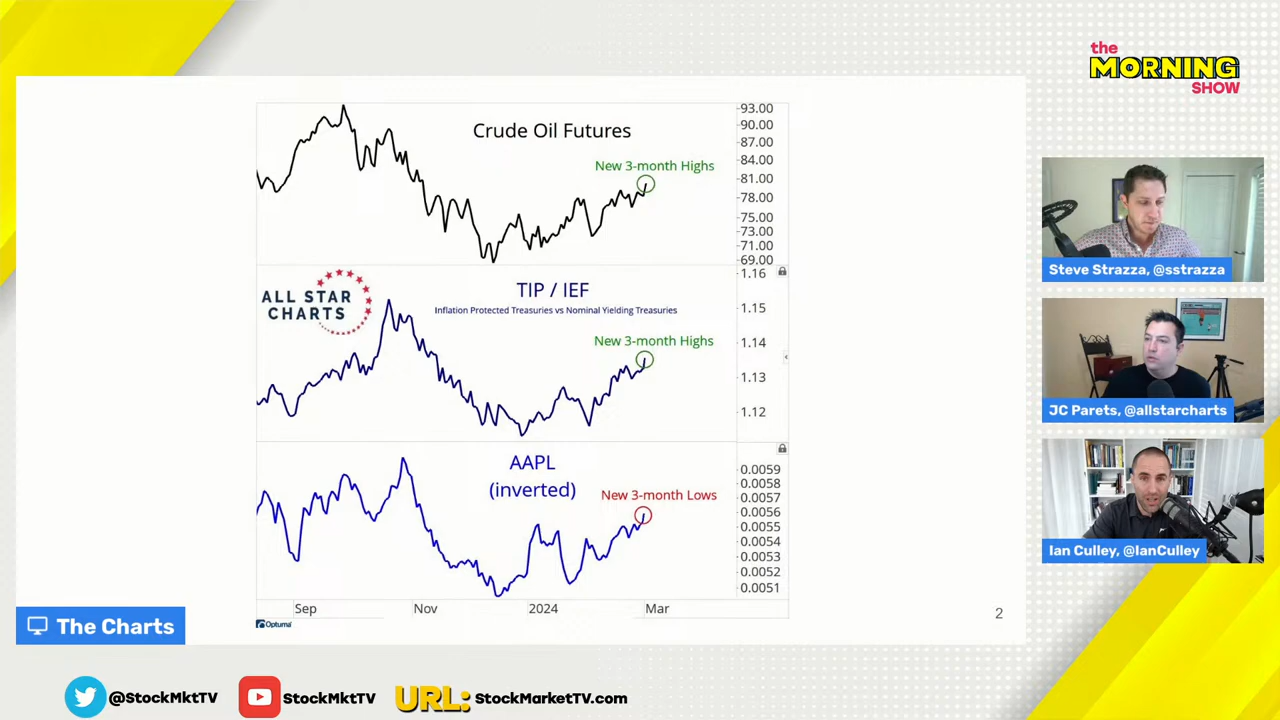 the
MORNING
SHOW
Crude Oil Futures
New 3-month Highs
93.00
90.00
87.00
84.00
81.00
78.00
75.00
73.00
71.00
69.00
ALL STAR
CHARTS
TIP / IEF
Inflation Protected Treasuries vs Nominal Yielding Treasuries
New 3-month Highs
1.16
1.15
1.14
1.13
1.12
AAPL
(inverted)
New 3-month Lows
0.0059
0.0058
0.0057
0.0056
0.0055
0.0054
0.0053
0.0052
0.0051
Sep
Nov
2024
Mar
Optuma
2
Steve Strazza, @sstrazza
JC Parets, @allstarcharts
Ian Culley, @IanCulley
The Charts
@StockMktTV
StockMktTV
URL: StockMarketTV.com